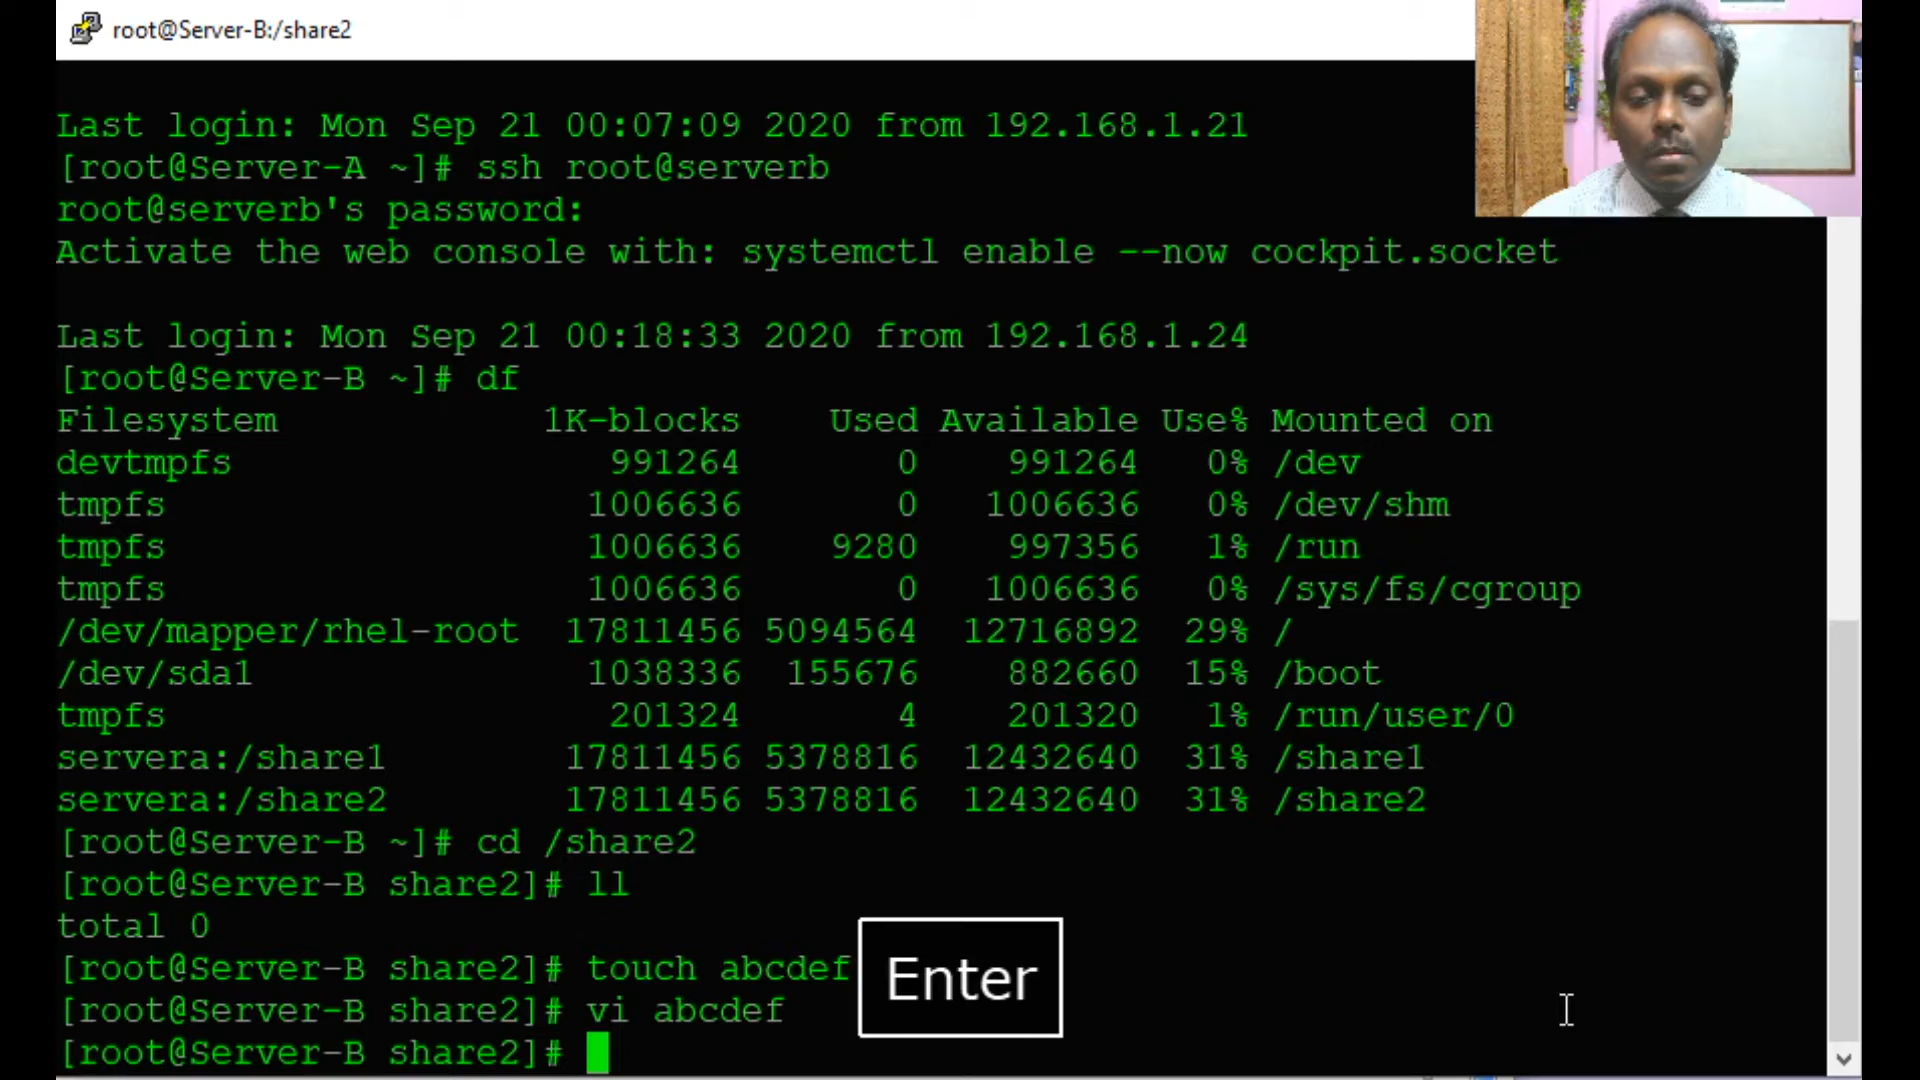 root@Server-B:/share2
Last login: Mon Sep 21 00:07:09 2020 from 192.168.1.21
[root@Server-A ~]# ssh root@serverb
root@serverb's password:
Activate the web console with: systemctl enable --now cockpit.socket
Last login: Mon Sep 21 00:18:33 2020 from 192.168.1.24
[root@Server-B ~]# df
Filesystem 1K-blocks Used Available Use% Mounted on
devtmpfs 991264 0 991264 0% /dev
tmpfs 1006636 0 1006636 0% /dev/shm
tmpfs 1006636 9280 997356 1% /run
tmpfs 1006636 0 1006636 0% /sys/fs/cgroup
/dev/mapper/rhel-root 17811456 5094564 12716892 29% /
/dev/sda1 1038336 155676 882660 15% /boot
tmpfs 201324 4 201320 1% /run/user/0
servera:/share1 17811456 5378816 12432640 31% /share1
servera:/share2 17811456 5378816 12432640 31% /share2
[root@Server-B ~]# cd /share2
[root@Server-B share2]# ll
total 0
[root@Server-B share2]# touch abcdef
[root@Server-B share2]# vi abcdef
[root@Server-B share2]#
Enter